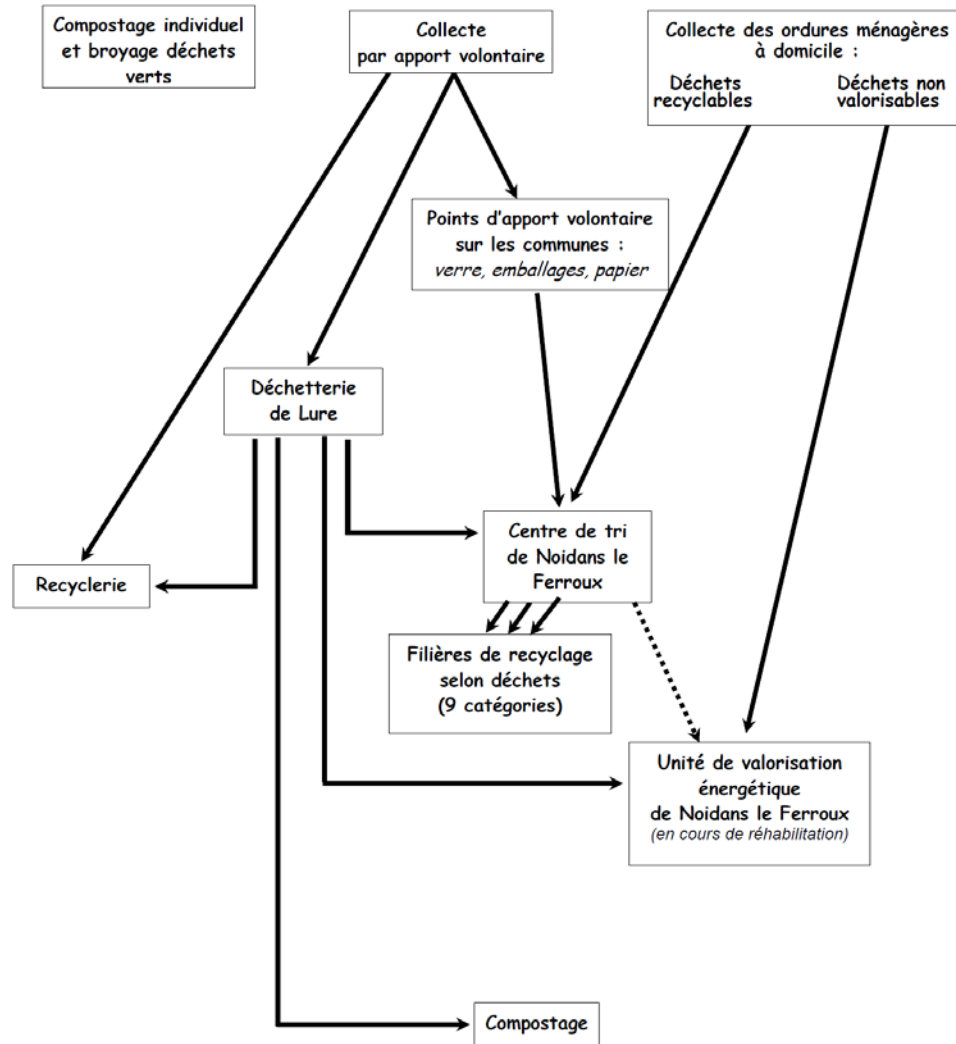 Compostage individuel
et broyage déchets
verts
Collecte
par apport volontaire
Collecte des ordures ménagères
à domicile :
Déchets
recyclables
Déchets non
valorisables
Points d'apport volontaire
sur les communes :
verre, emballages, papier
Déchetterie
de Lure
Centre de tri
de Noidans le
Ferroux
Recyclerie
Filières de recyclage
selon déchets
(9 catégories)
Unité de valorisation
énergétique
de Noidans le Ferroux
(en cours de réhabilitation)
Compostage